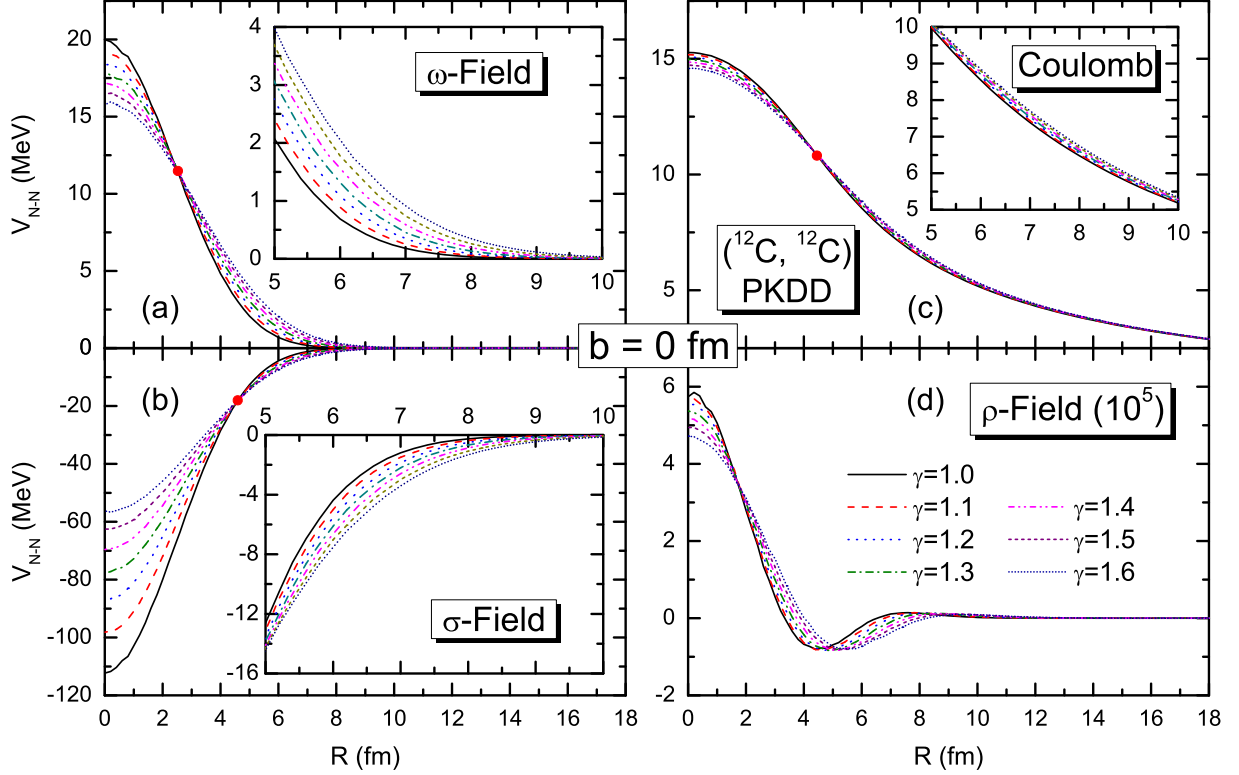 20
15
10
5
0
V_N-N (MeV)
(a)
4
3
2
1
0
5 6 7 8 9 10
ω-Field
15
10
5
(c)
10
9
8
7
6
5
5 6 7 8 9 10
Coulomb
(¹²C, ¹²C)
PKDD
b = 0 fm
-20
-40
-60
-80
-100
-120
V_N-N (MeV)
(b)
5 6 7 8 9 10
0
-4
-8
-12
-16
σ-Field
0 2 4 6 8 10 12 14 16 18
R (fm)
6
4
2
0
-2
(d)
ρ-Field (10⁵)
γ=1.0
γ=1.1
γ=1.4
γ=1.2
γ=1.5
γ=1.3
γ=1.6
0 2 4 6 8 10 12 14 16 18
R (fm)